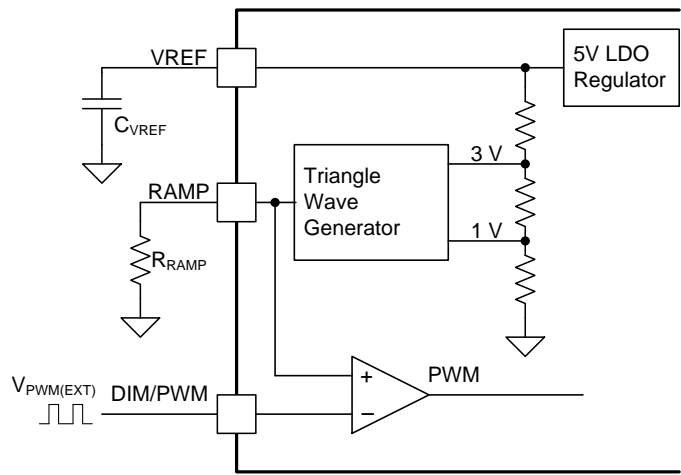 VREF
5V LDO
Regulator
CVREF
3 V
Triangle
Wave
Generator
RAMP
1 V
RRAMP
VPWM(EXT)
DIM/PWM
+
−
PWM